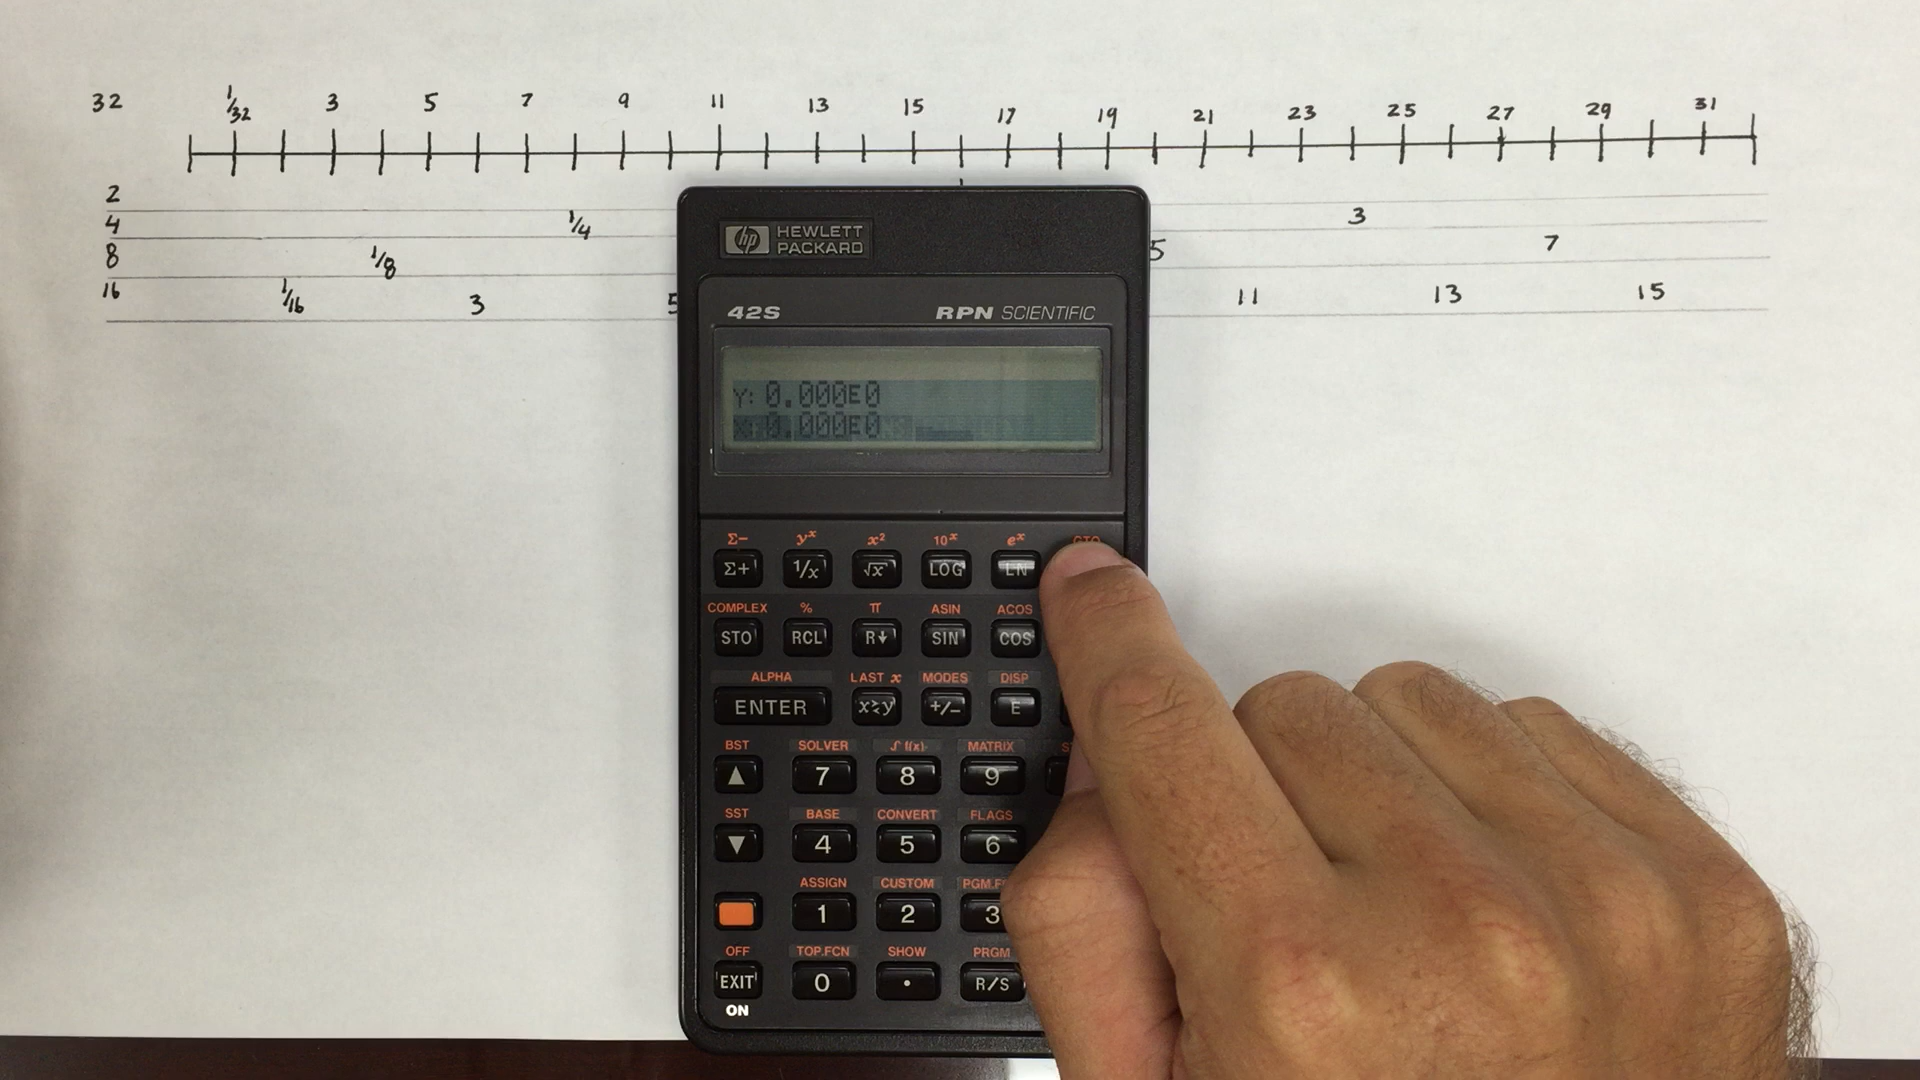 32 1/32 3 5 7 9 11 13 15 17 19 21 23 25 27 29 31
2
4 1/4 3
8 1/8 5 7
16 1/16 3 5 11 13 15
hp HEWLETT
PACKARD
42S RPN SCIENTIFIC
Y: 0.000E0
X: 0.000E0
Σ− yˣ x² 10ˣ eˣ GTO
Σ+ 1/x √x LOG LN
COMPLEX % π ASIN ACOS
STO RCL R↓ SIN COS
ALPHA LAST x MODES DISP
ENTER x≷y +/− E
BST SOLVER ∫f(x) MATRIX
▲ 7 8 9
SST BASE CONVERT FLAGS
▼ 4 5 6
ASSIGN CUSTOM
1 2 3
OFF TOP.FCN SHOW PRGM
EXIT 0 . R/S
ON